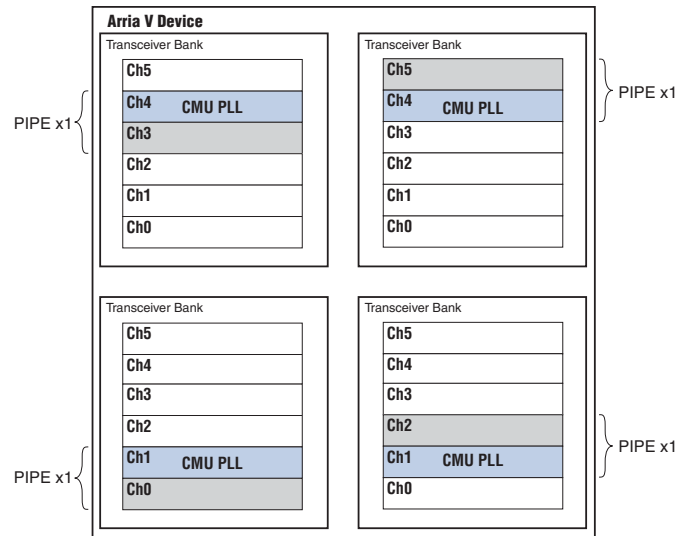 Arria V Device
Transceiver Bank
Ch5
Ch4 CMU PLL
Ch3
Ch2
Ch1
Ch0
PIPE x1
Transceiver Bank
Ch5
Ch4 CMU PLL
Ch3
Ch2
Ch1
Ch0
PIPE x1
Transceiver Bank
Ch5
Ch4
Ch3
Ch2
Ch1 CMU PLL
Ch0
PIPE x1
Transceiver Bank
Ch5
Ch4
Ch3
Ch2
Ch1 CMU PLL
Ch0
PIPE x1